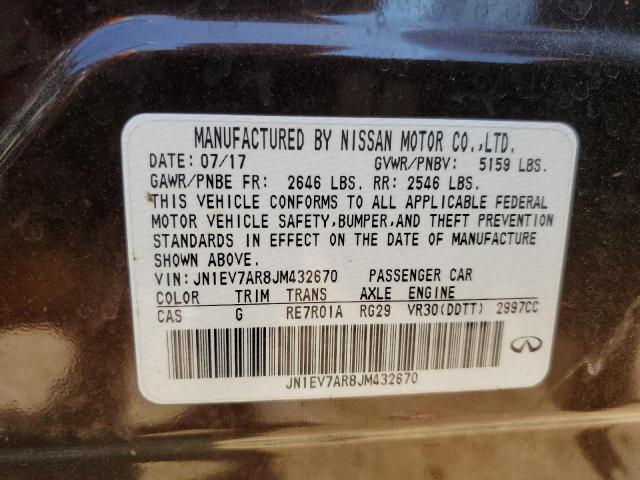 MANUFACTURED BY NISSAN MOTOR CO.,LTD.
DATE: 07/17 GVWR/PNBV: 5159 LBS.
GAWR/PNBE FR: 2646 LBS. RR: 2546 LBS.
THIS VEHICLE CONFORMS TO ALL APPLICABLE FEDERAL
MOTOR VEHICLE SAFETY,BUMPER,AND THEFT PREVENTION
STANDARDS IN EFFECT ON THE DATE OF MANUFACTURE
SHOWN ABOVE.
VIN: JN1EV7AR8JM432670 PASSENGER CAR
COLOR TRIM TRANS AXLE ENGINE
CAS G RE7R01A RG29 VR30(DDTT) 2997CC
JN1EV7AR8JM432670